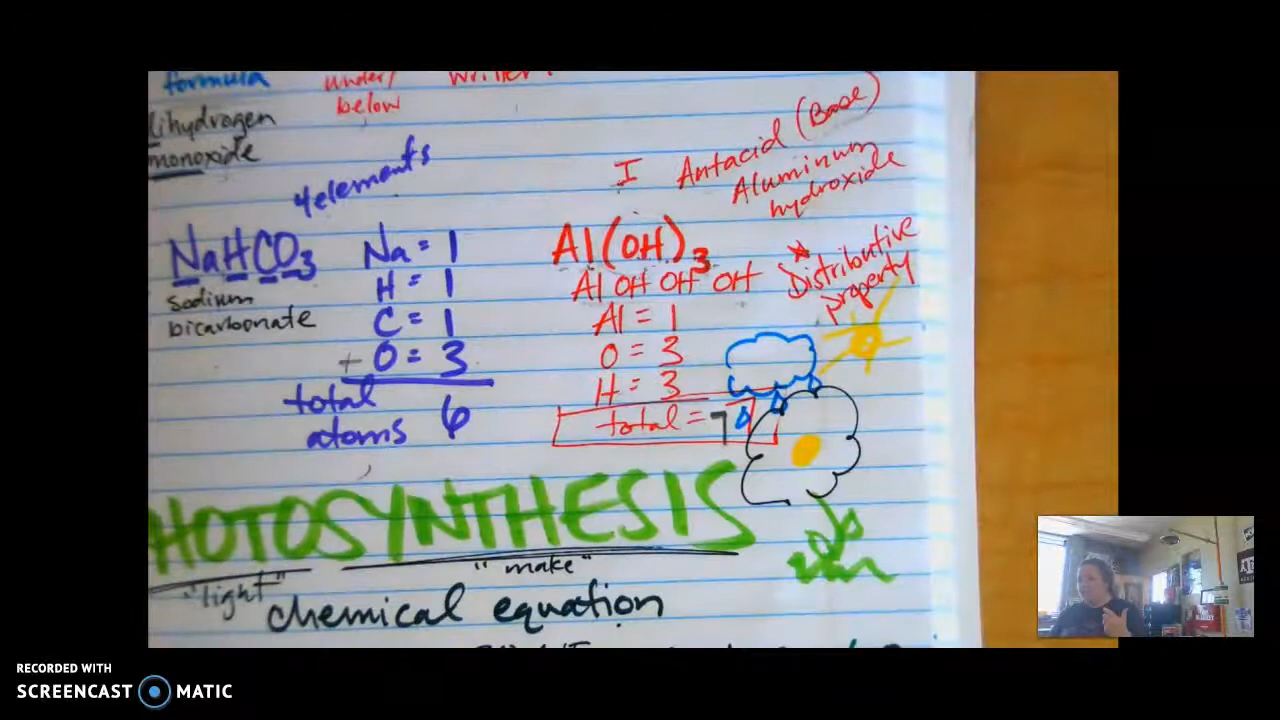 formula
under/
below
dihydrogen
monoxide
4 elements
NaHCO3
sodium
bicarbonate
Na = 1
H = 1
C = 1
+ O = 3
total
atoms 6
I
Antacid (Base)
Aluminum
hydroxide
Al(OH)3
Al OH OH OH
Distributive
property
Al = 1
O = 3
H = 3
total = 7
PHOTOSYNTHESIS
"light"
"make"
chemical equation
RECORDED WITH
SCREENCAST MATIC